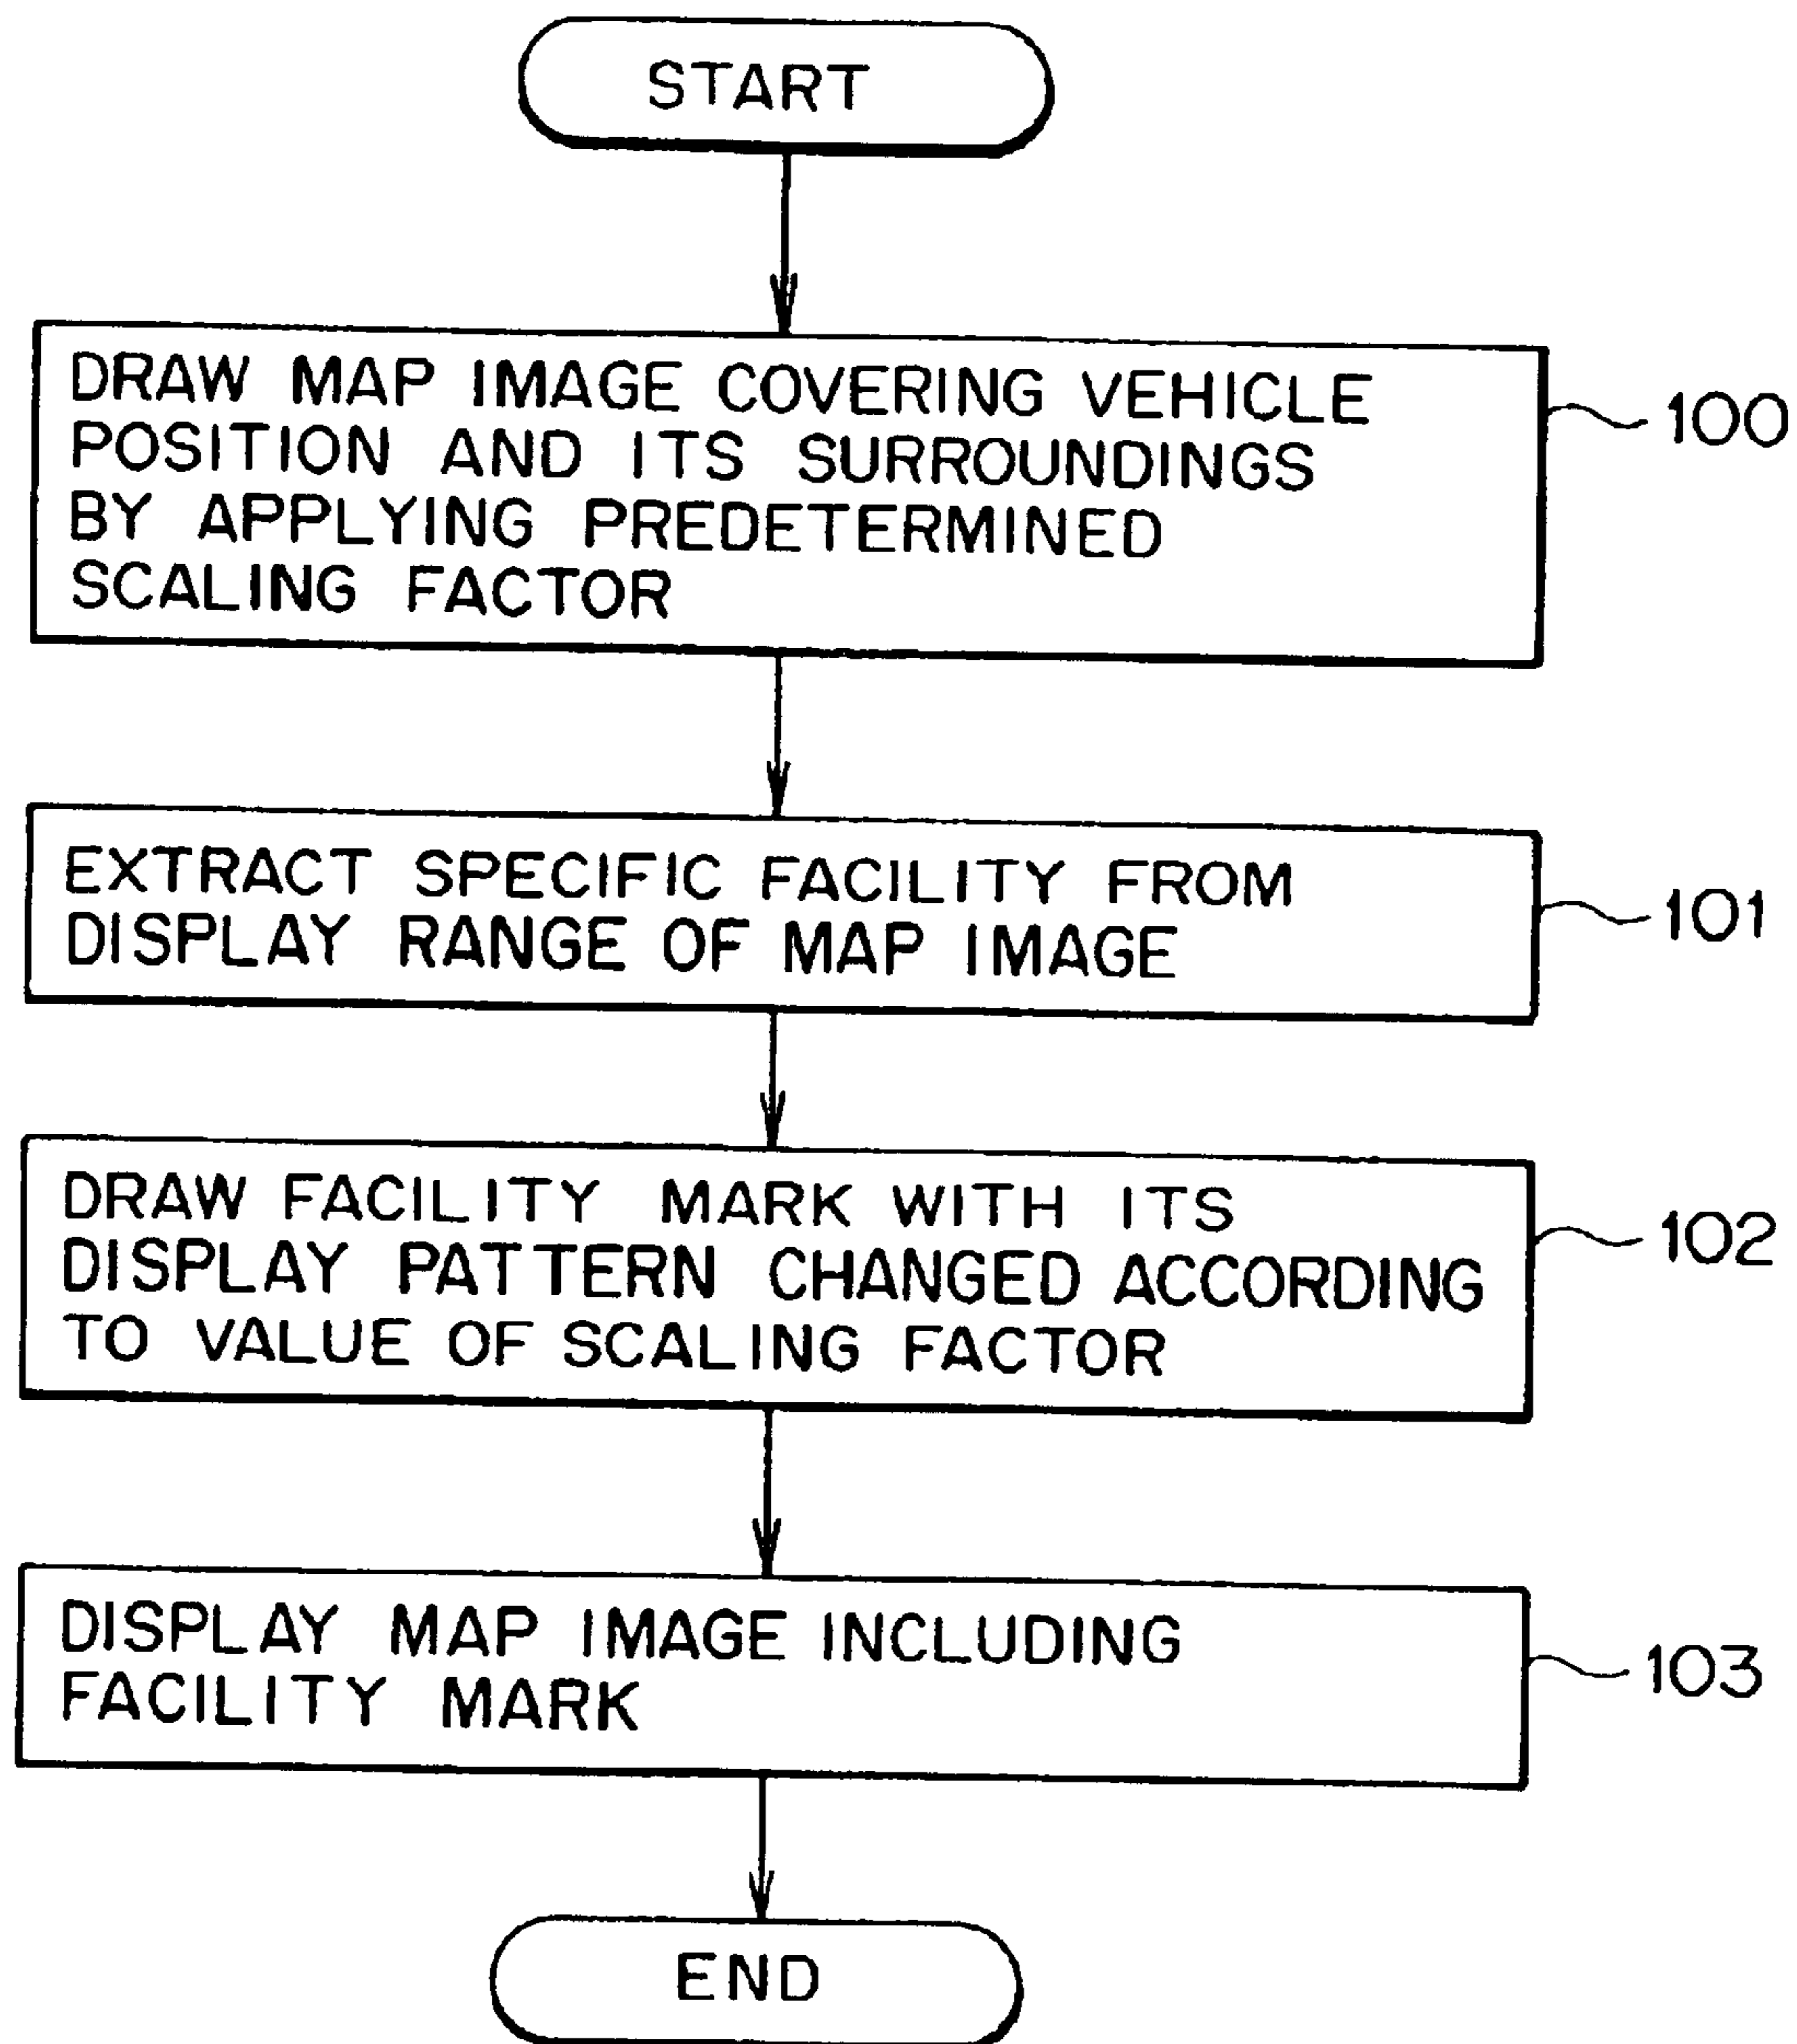 START
DRAW MAP IMAGE COVERING VEHICLE
POSITION AND ITS SURROUNDINGS
BY APPLYING PREDETERMINED
SCALING FACTOR
100
EXTRACT SPECIFIC FACILITY FROM
DISPLAY RANGE OF MAP IMAGE
101
DRAW FACILITY MARK WITH ITS
DISPLAY PATTERN CHANGED ACCORDING
TO VALUE OF SCALING FACTOR
102
DISPLAY MAP IMAGE INCLUDING
FACILITY MARK
103
END